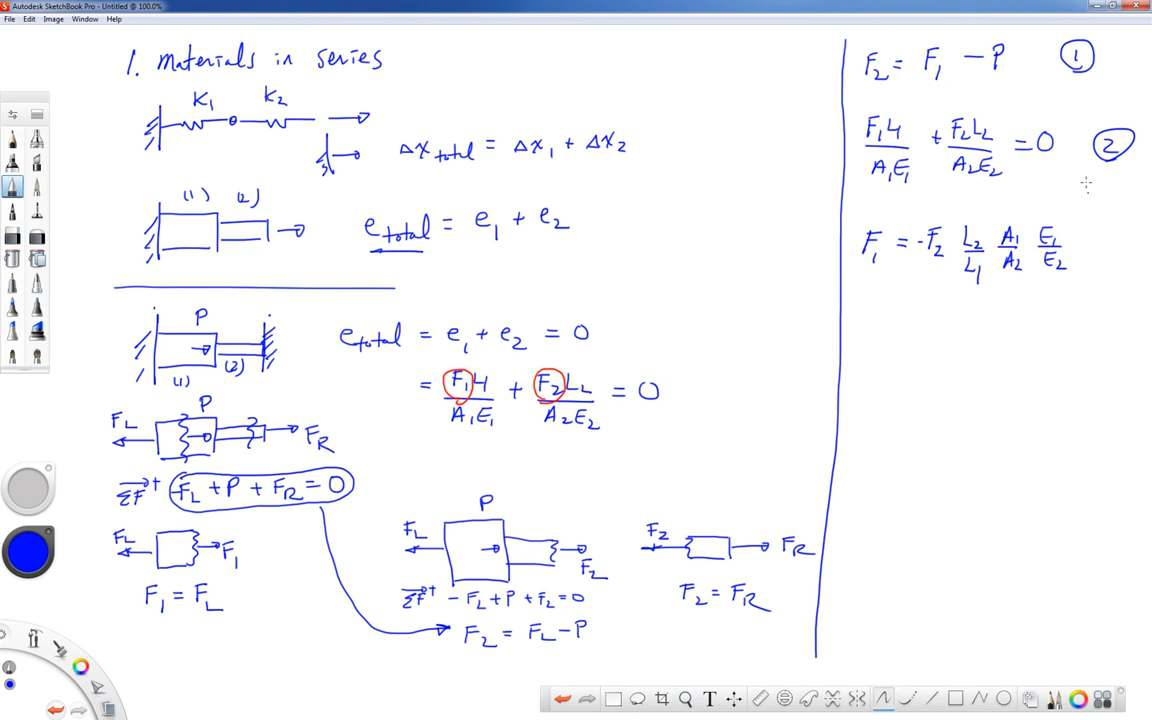 Autodesk SketchBook Pro - Untitled @ 100.0%
File Edit Image Window Help
1. materials in series
K1 K2
Δx total = Δx1 + Δx2
(1) (2)
e total = e1 + e2
P
(1) (2)
e total = e1 + e2 = 0
= F1L1/A1E1 + F2L2/A2E2 = 0
P
FL FR
ΣF→+ -FL + P + FR = 0
FL F1
F1 = FL
P
FL F2
ΣF→+ -FL + P + F2 = 0
F2 = FL - P
F2 FR
F2 = FR
F2 = F1 - P (1)
F1L1/A1E1 + F2L2/A2E2 = 0 (2)
F1 = -F2 L2/L1 A1/A2 E1/E2
T